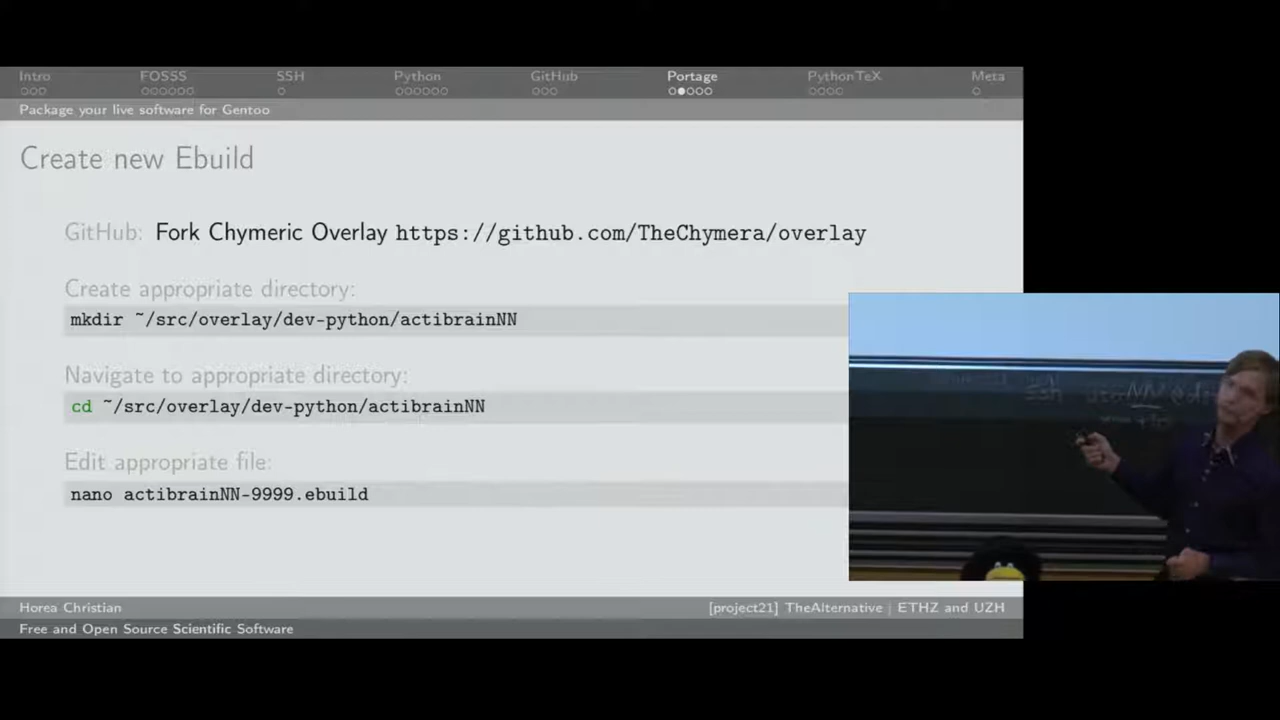 Intro FOSSS SSH Python GitHub Portage PythonTeX Meta
Package your live software for Gentoo
Create new Ebuild
GitHub: Fork Chymeric Overlay https://github.com/TheChymera/overlay
Create appropriate directory:
mkdir ~/src/overlay/dev-python/actibrainNN
Navigate to appropriate directory:
cd ~/src/overlay/dev-python/actibrainNN
Edit appropriate file:
nano actibrainNN-9999.ebuild
ssh
Horea Christian [project21] TheAlternative | ETHZ and UZH
Free and Open Source Scientific Software